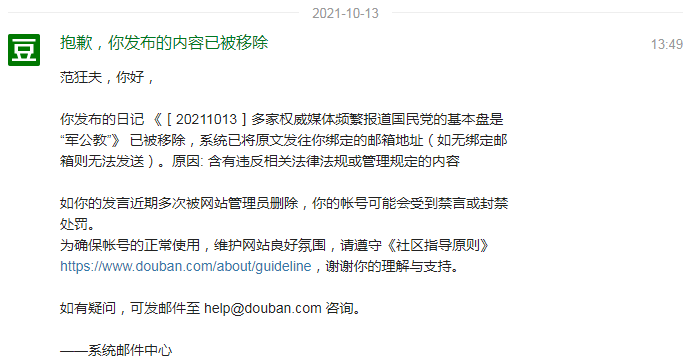 2021-10-13
豆
抱歉，你发布的内容已被移除
13:49
范狂夫，你好，
你发布的日记 《［20211013］多家权威媒体频繁报道国民党的基本盘是
“军公教”》 已被移除，系统已将原文发往你绑定的邮箱地址（如无绑定邮
箱则无法发送）。原因: 含有违反相关法律法规或管理规定的内容
如你的发言近期多次被网站管理员删除，你的帐号可能会受到禁言或封禁
处罚。
为确保帐号的正常使用，维护网站良好氛围，请遵守《社区指导原则》
https://www.douban.com/about/guideline，谢谢你的理解与支持。
如有疑问，可发邮件至 help@douban.com 咨询。
——系统邮件中心